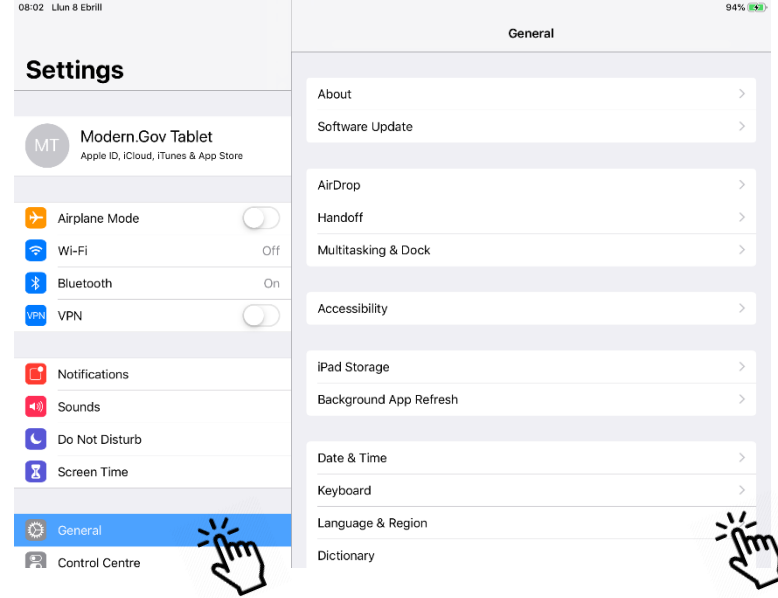 08:02 Llun 8 Ebrill
94%
Settings
MT
Modern.Gov Tablet
Apple ID, iCloud, iTunes & App Store
Airplane Mode
Wi-Fi Off
Bluetooth On
VPN VPN
Notifications
Sounds
Do Not Disturb
Screen Time
General
Control Centre
General
About
Software Update
AirDrop
Handoff
Multitasking & Dock
Accessibility
iPad Storage
Background App Refresh
Date & Time
Keyboard
Language & Region
Dictionary